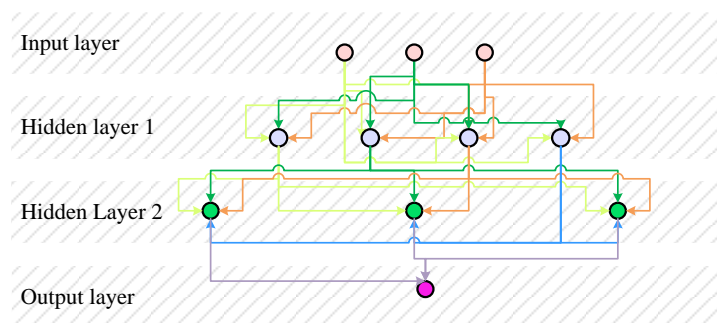 Input layer
Hidden layer 1
Hidden Layer 2
Output layer